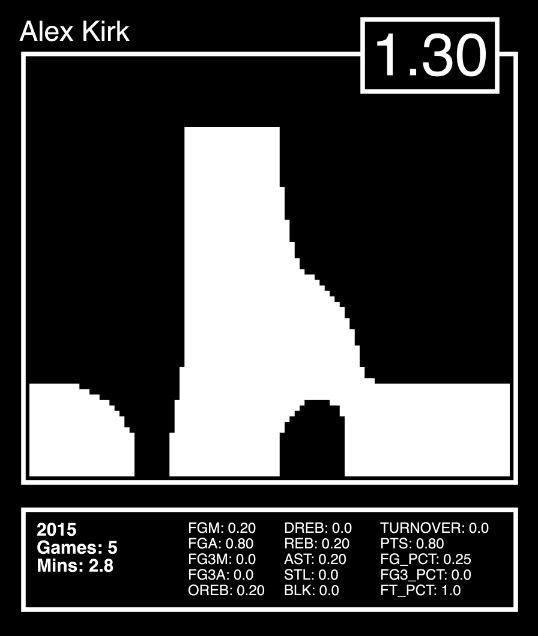 Alex Kirk
1.30
2015
Games: 5
Mins: 2.8
FGM: 0.20
FGA: 0.80
FG3M: 0.0
FG3A: 0.0
OREB: 0.20
DREB: 0.0
REB: 0.20
AST: 0.20
STL: 0.0
BLK: 0.0
TURNOVER: 0.0
PTS: 0.80
FG_PCT: 0.25
FG3_PCT: 0.0
FT_PCT: 1.0